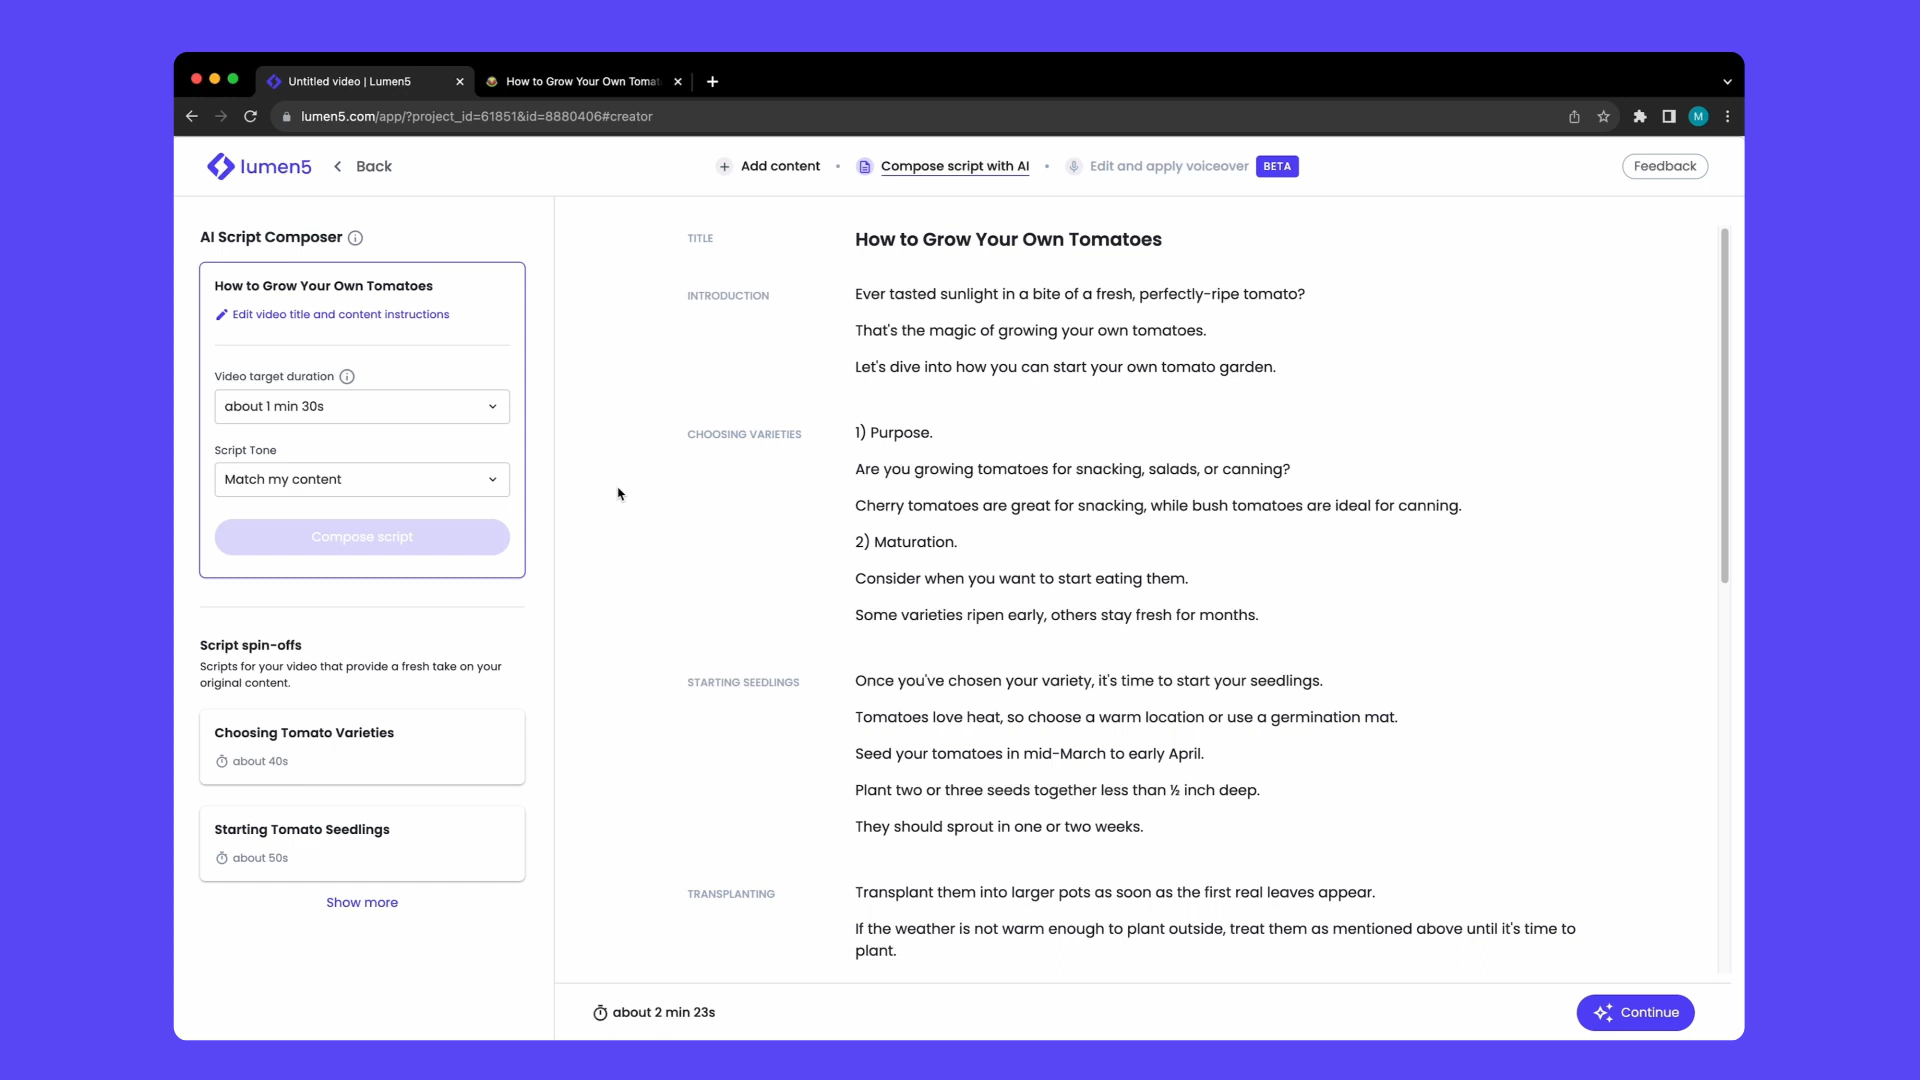 Untitled video | Lumen5
How to Grow Your Own Tomat
lumen5.com/app/?project_id=61851&id=8880406#creator
M
lumen5
Back
Add content
Compose script with AI
Edit and apply voiceover
BETA
Feedback
AI Script Composer
How to Grow Your Own Tomatoes
Edit video title and content instructions
Video target duration
about 1 min 30s
Script Tone
Match my content
Compose script
Script spin-offs
Scripts for your video that provide a fresh take on your
original content.
Choosing Tomato Varieties
about 40s
Starting Tomato Seedlings
about 50s
Show more
TITLE
How to Grow Your Own Tomatoes
INTRODUCTION
Ever tasted sunlight in a bite of a fresh, perfectly-ripe tomato?
That's the magic of growing your own tomatoes.
Let's dive into how you can start your own tomato garden.
CHOOSING VARIETIES
1) Purpose.
Are you growing tomatoes for snacking, salads, or canning?
Cherry tomatoes are great for snacking, while bush tomatoes are ideal for canning.
2) Maturation.
Consider when you want to start eating them.
Some varieties ripen early, others stay fresh for months.
STARTING SEEDLINGS
Once you've chosen your variety, it's time to start your seedlings.
Tomatoes love heat, so choose a warm location or use a germination mat.
Seed your tomatoes in mid-March to early April.
Plant two or three seeds together less than ½ inch deep.
They should sprout in one or two weeks.
TRANSPLANTING
Transplant them into larger pots as soon as the first real leaves appear.
If the weather is not warm enough to plant outside, treat them as mentioned above until it's time to
plant.
about 2 min 23s
Continue